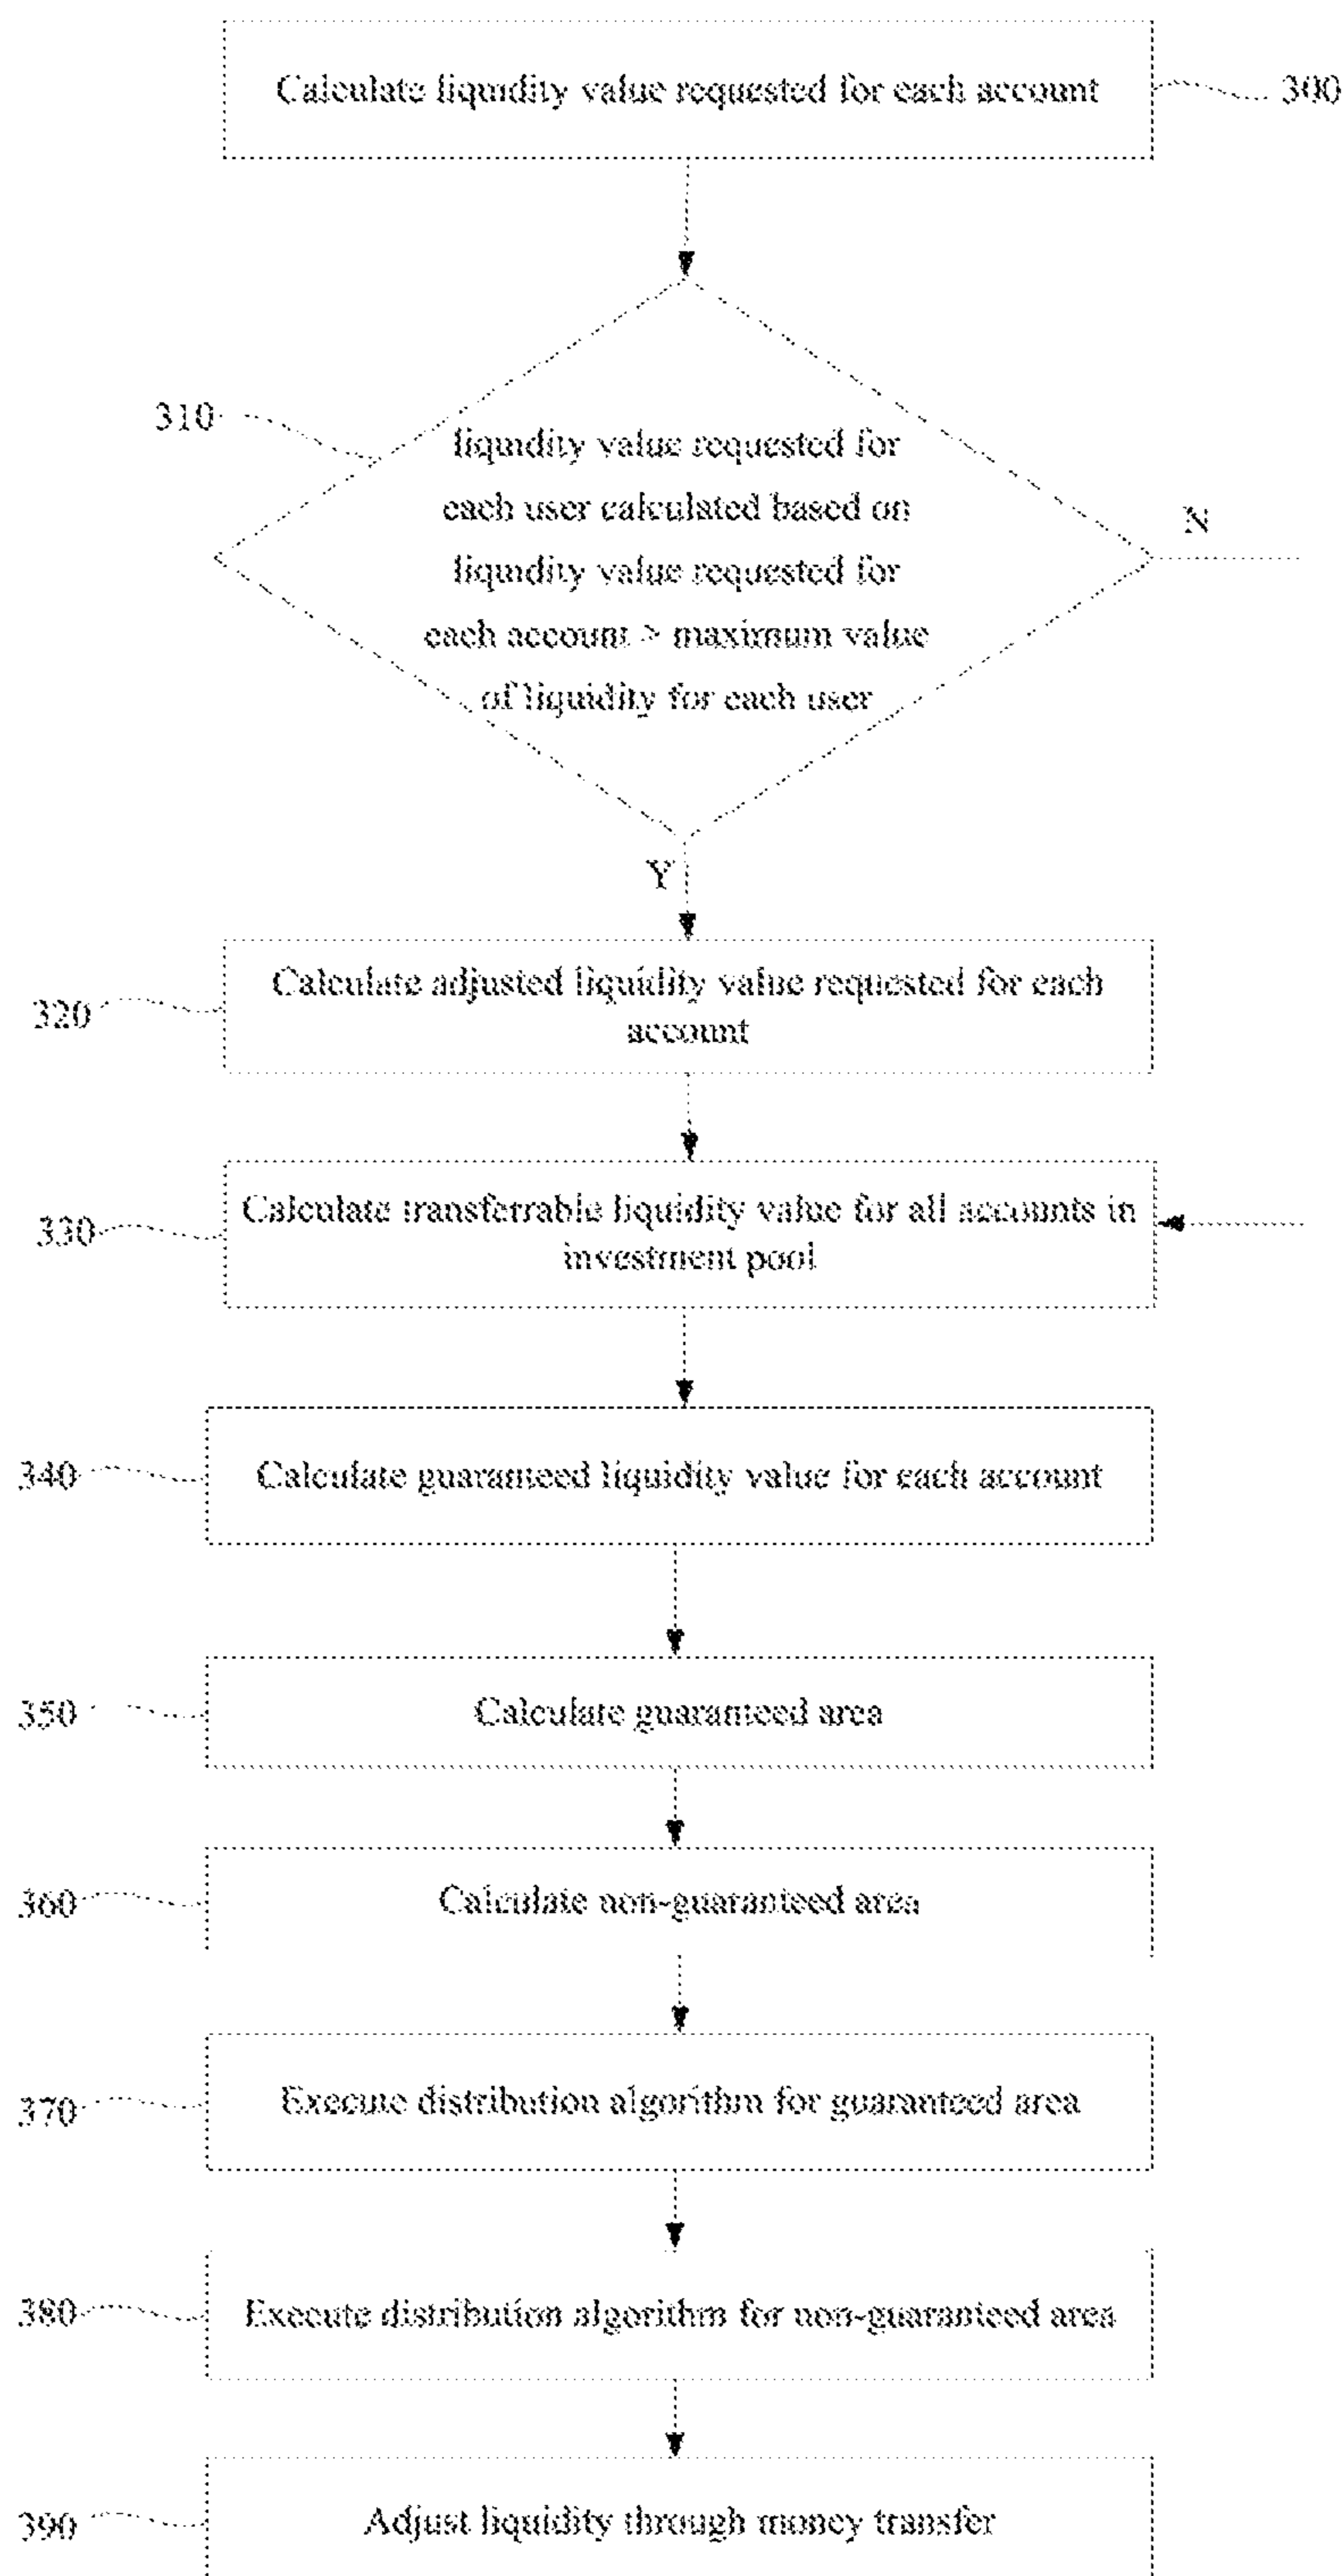 Calculate liquidity value requested for each account
300
310
liquidity value requested for
each user calculated based on
liquidity value requested for
each account > maximum value
of liquidity for each user
N
Y
320
Calculate adjusted liquidity value requested for each
account
330
Calculate transferrable liquidity value for all accounts in
investment pool
340
Calculate guaranteed liquidity value for each account
350
Calculate guaranteed area
360
Calculate non-guaranteed area
370
Execute distribution algorithm for guaranteed area
380
Execute distribution algorithm for non-guaranteed area
390
Adjust liquidity through money transfer